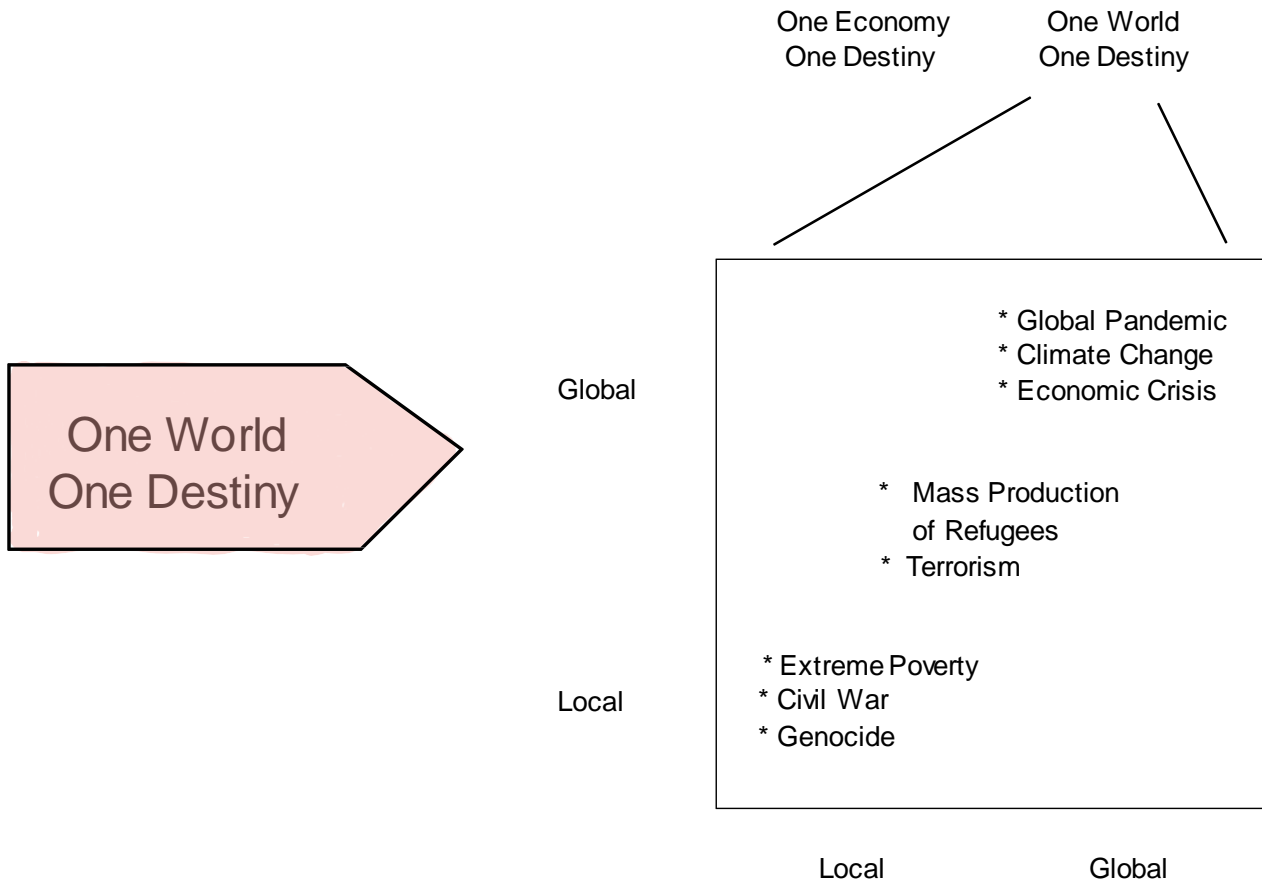 One Economy
One Destiny
One World
One Destiny
One World
One Destiny
Global
Local
* Global Pandemic
* Climate Change
* Economic Crisis
* Mass Production
of Refugees
* Terrorism
* Extreme Poverty
* Civil War
* Genocide
Local
Global